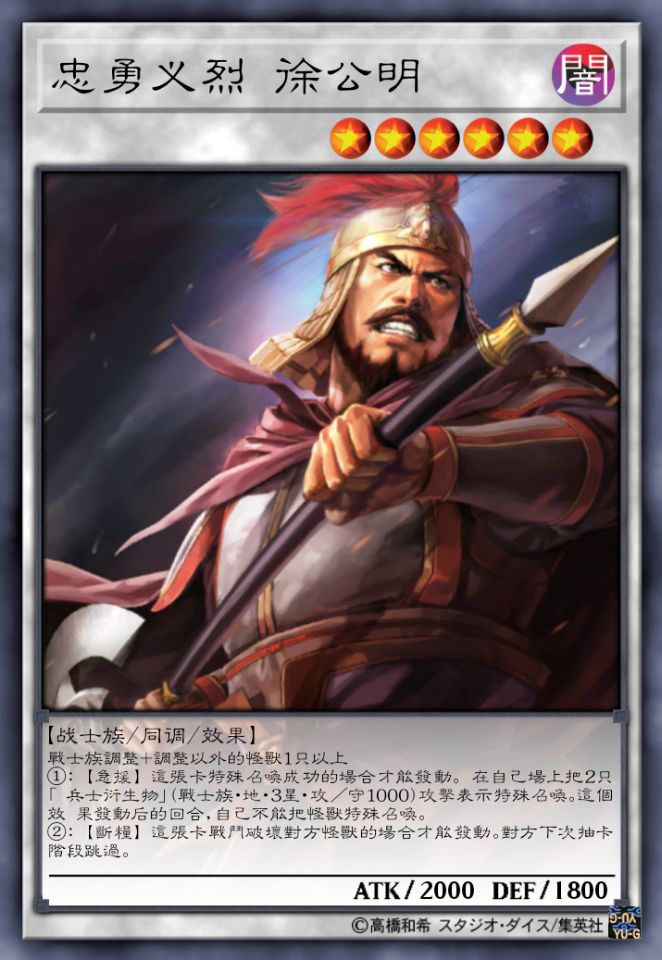 忠勇义烈 徐公明
闇
【战士族/同调/效果】
戰士族調整+調整以外的怪獸1只以上
①:【急援】這張卡特殊召喚成功的場合才能發動。在自己場上把2只
「 兵士衍生物」(戰士族·地·3星·攻/守1000)攻擊表示特殊召喚。這個
效 果發動后的回合,自己不能把怪獸特殊召喚。
②:【斷糧】這張卡戰鬥破壞對方怪獸的場合才能發動。對方下次抽卡
階段跳過。
ATK/2000 DEF/1800
©高橋和希 スタジオ·ダイス/集英社